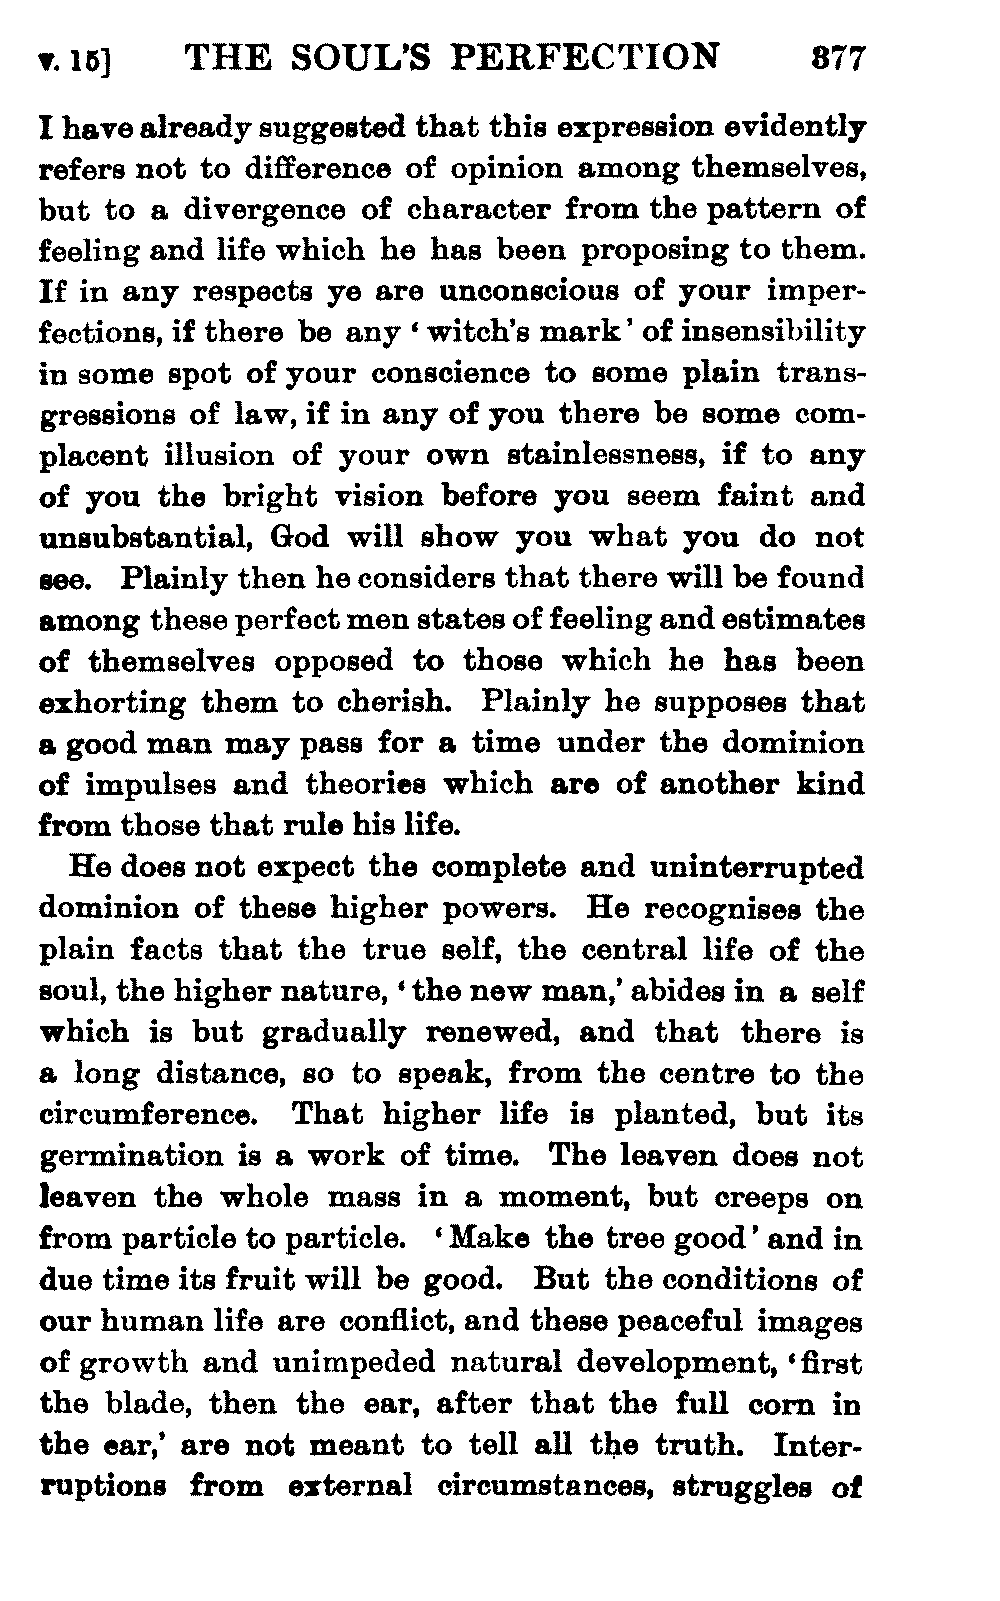 v. 15] THE SOUL'S PERFECTION 377
I have already suggested that this expression evidently
refers not to difference of opinion among themselves,
but to a divergence of character from the pattern of
feeling and life which he has been proposing to them.
If in any respects ye are unconscious of your imper-
fections, if there be any ‘witch's mark’ of insensibility
in some spot of your conscience to some plain trans-
gressions of law, if in any of you there be some com-
placent illusion of your own stainlessness, if to any
of you the bright vision before you seem faint and
unsubstantial, God will show you what you do not
see. Plainly then he considers that there will be found
among these perfect men states of feeling and estimates
of themselves opposed to those which he has been
exhorting them to cherish. Plainly he supposes that
a good man may pass for a time under the dominion
of impulses and theories which are of another kind
from those that rule his life.
He does not expect the complete and uninterrupted
dominion of these higher powers. He recognises the
plain facts that the true self, the central life of the
soul, the higher nature, ‘the new man,’ abides in a self
which is but gradually renewed, and that there is
a long distance, so to speak, from the centre to the
circumference. That higher life is planted, but its
germination is a work of time. The leaven does not
leaven the whole mass in a moment, but creeps on
from particle to particle. ‘Make the tree good’ and in
due time its fruit will be good. But the conditions of
our human life are conflict, and these peaceful images
of growth and unimpeded natural development, ‘first
the blade, then the ear, after that the full corn in
the ear,’ are not meant to tell all the truth. Inter-
ruptions from external circumstances, struggles of